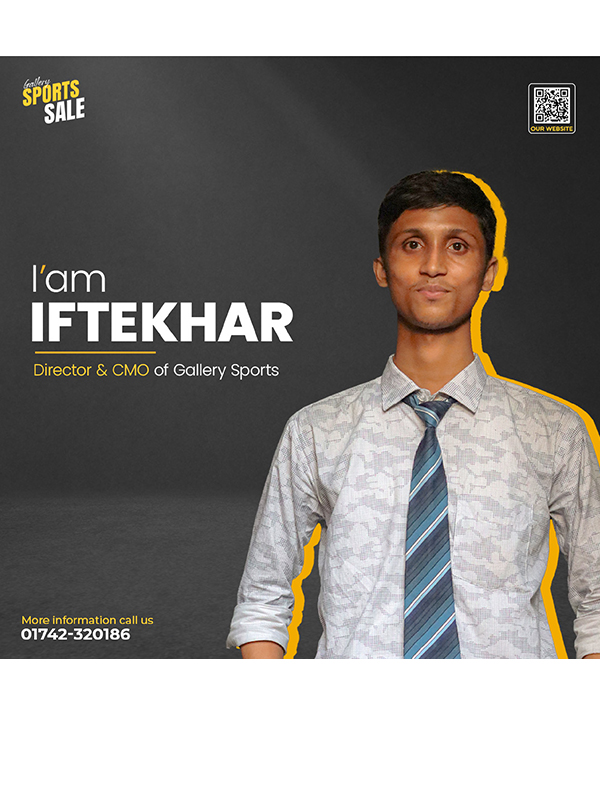 Gallery
SPORTS
SALE
OUR WEBSITE
I'am
IFTEKHAR
Director & CMO of Gallery Sports
More information call us
01742-320186